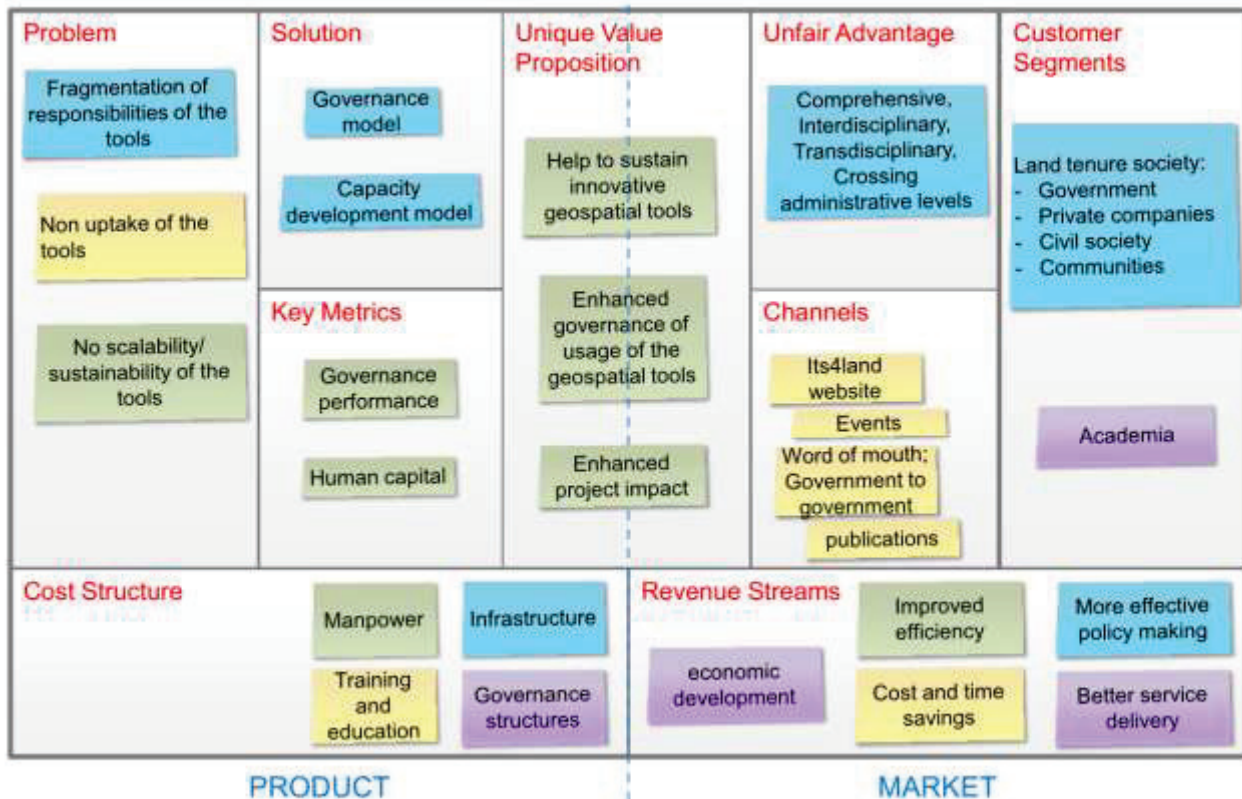 Problem
Fragmentation of
responsibilities of the
tools
Non uptake of the
tools
No scalability/
sustainability of the
tools
Solution
Governance
model
Capacity
development model
Key Metrics
Governance
performance
Human capital
Unique Value
Proposition
Help to sustain
innovative
geospatial tools
Enhanced
governance of
usage of the
geospatial tools
Enhanced
project impact
Unfair Advantage
Comprehensive,
Interdisciplinary,
Transdisciplinary,
Crossing
administrative levels
Channels
Its4land
website
Events
Word of mouth;
Government to
government
publications
Customer
Segments
Land tenure society:
- Government
- Private companies
- Civil society
- Communities
Academia
Cost Structure
Manpower
Infrastructure
Training
and
education
Governance
structures
Revenue Streams
economic
development
Improved
efficiency
Cost and time
savings
More effective
policy making
Better service
delivery
PRODUCT
MARKET